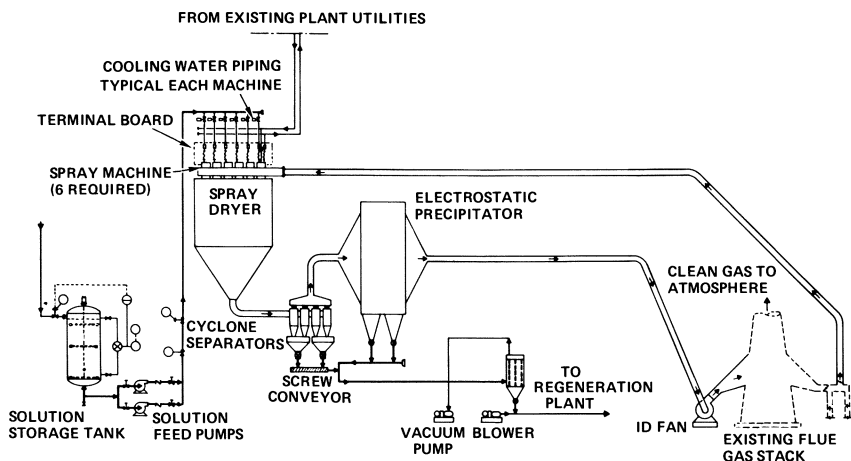 FROM EXISTING PLANT UTILITIES
COOLING WATER PIPING
TYPICAL EACH MACHINE
TERMINAL BOARD
SPRAY MACHINE
(6 REQUIRED)
SPRAY
DRYER
ELECTROSTATIC
PRECIPITATOR
CLEAN GAS TO
ATMOSPHERE
CYCLONE
SEPARATORS
SCREW
CONVEYOR
TO
REGENERATION
PLANT
SOLUTION
STORAGE TANK
SOLUTION
FEED PUMPS
VACUUM
PUMP
BLOWER
ID FAN
EXISTING FLUE
GAS STACK